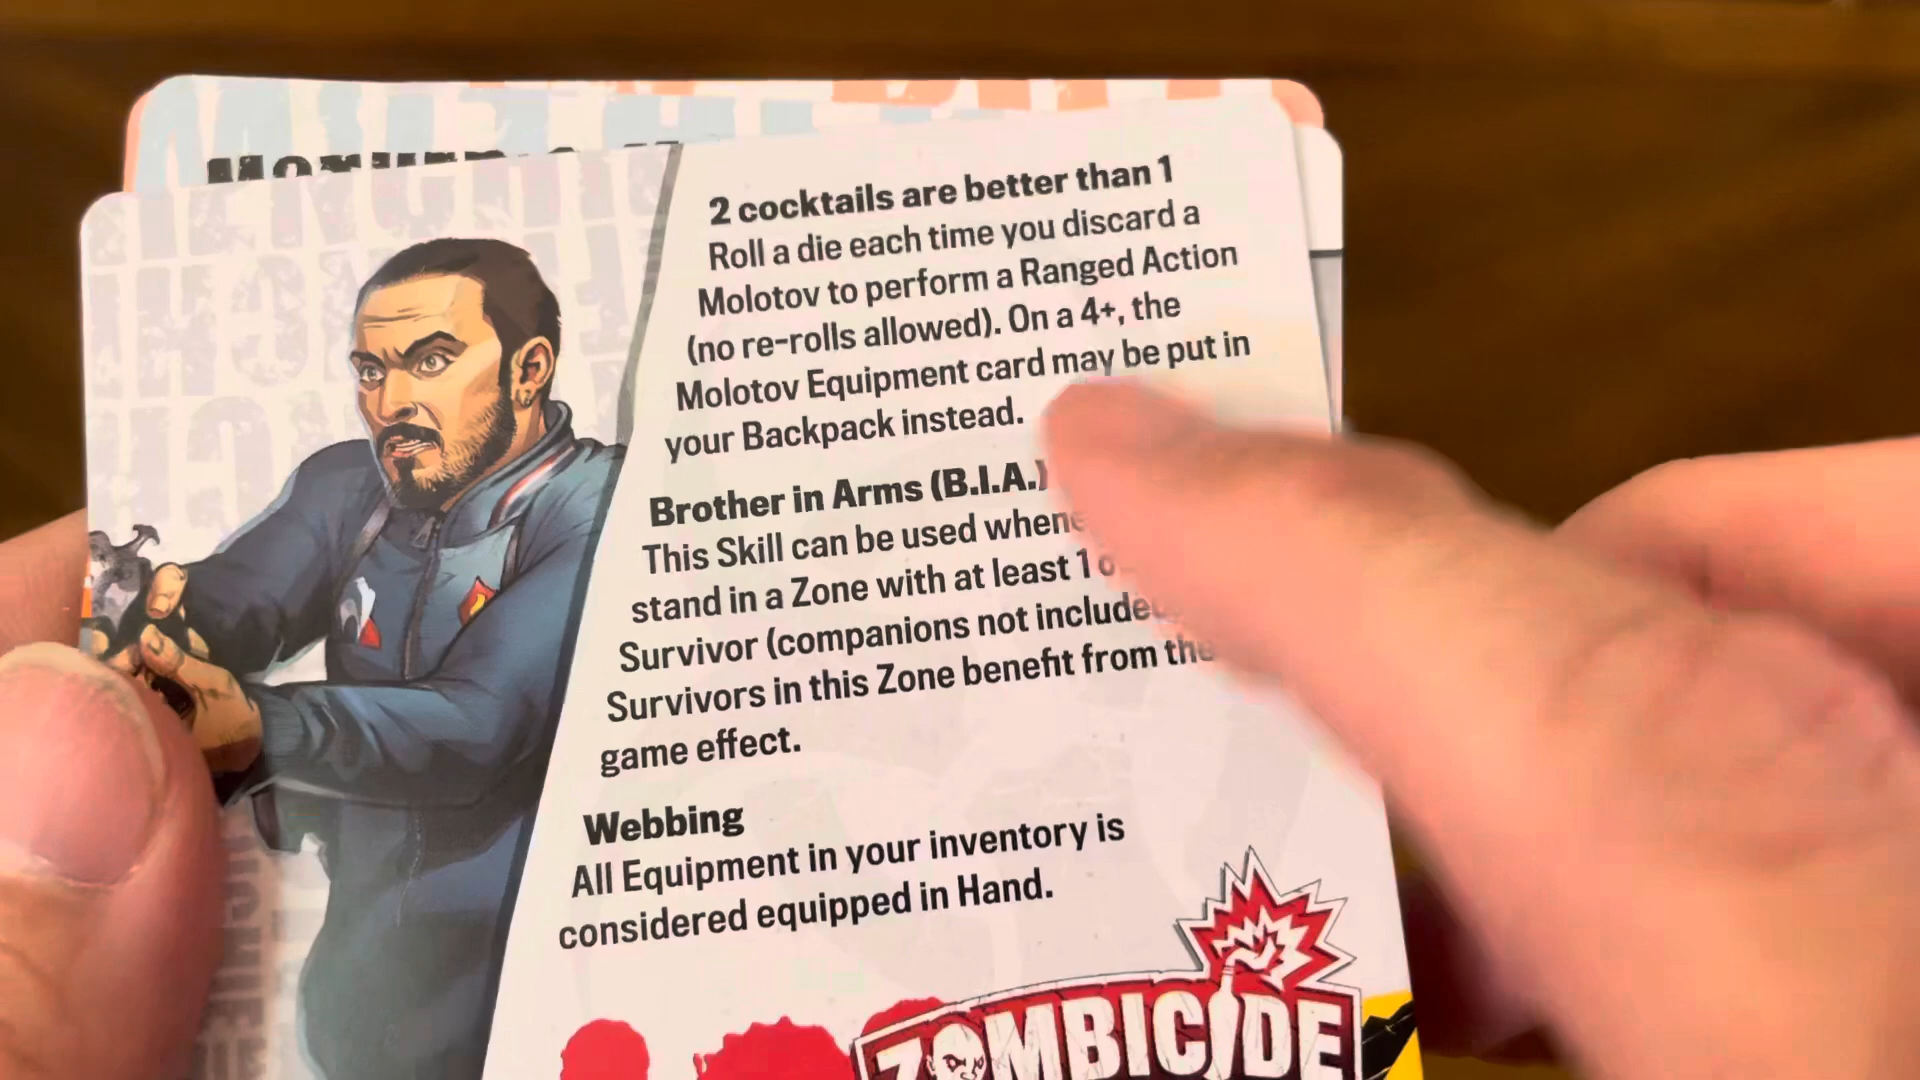 2 cocktails are better than 1
Roll a die each time you discard a
Molotov to perform a Ranged Action
(no re-rolls allowed). On a 4+, the
Molotov Equipment card may be put in
your Backpack instead.
Brother in Arms (B.I.A.)
This Skill can be used
stand in a Zone with at least 1
Survivor (companions not
Survivors in this Zone benefit from the
game effect.
Webbing
All Equipment in your inventory is
considered equipped in Hand.
ZOMBICIDE